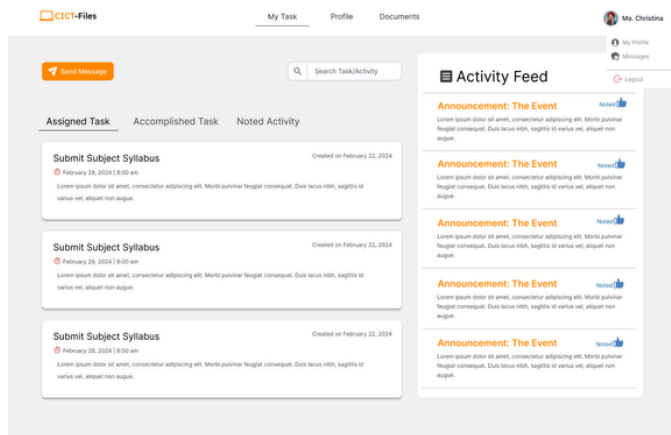 CICT-Files
My Task
Profile
Documents
Ma. Christina
My Profile
Messages
Logout
Send Message
Search Task/Activity
Assigned Task
Accomplished Task
Noted Activity
Submit Subject Syllabus
Created on February 22, 2024
February 28, 2024 | 8:00 am
Lorem ipsum dolor sit amet, consectetur adipiscing elit. Morbi pulvinar feugiat consequat. Duis lacus nibh, sagittis id
varius vel, aliquet non augue.
Submit Subject Syllabus
Created on February 22, 2024
February 28, 2024 | 8:00 am
Lorem ipsum dolor sit amet, consectetur adipiscing elit. Morbi pulvinar feugiat consequat. Duis lacus nibh, sagittis id
varius vel, aliquet non augue.
Submit Subject Syllabus
Created on February 22, 2024
February 28, 2024 | 8:00 am
Lorem ipsum dolor sit amet, consectetur adipiscing elit. Morbi pulvinar feugiat consequat. Duis lacus nibh, sagittis id
varius vel, aliquet non augue.
Activity Feed
Announcement: The Event
Noted
Lorem ipsum dolor sit amet, consectetur adipiscing elit. Morbi pulvinar
feugiat consequat. Duis lacus nibh, sagittis id varius vel, aliquet non
augue.
Announcement: The Event
Noted
Lorem ipsum dolor sit amet, consectetur adipiscing elit. Morbi pulvinar
feugiat consequat. Duis lacus nibh, sagittis id varius vel, aliquet non
augue.
Announcement: The Event
Noted
Lorem ipsum dolor sit amet, consectetur adipiscing elit. Morbi pulvinar
feugiat consequat. Duis lacus nibh, sagittis id varius vel, aliquet non
augue.
Announcement: The Event
Noted
Lorem ipsum dolor sit amet, consectetur adipiscing elit. Morbi pulvinar
feugiat consequat. Duis lacus nibh, sagittis id varius vel, aliquet non
augue.
Announcement: The Event
Noted
Lorem ipsum dolor sit amet, consectetur adipiscing elit. Morbi pulvinar
feugiat consequat. Duis lacus nibh, sagittis id varius vel, aliquet non
augue.